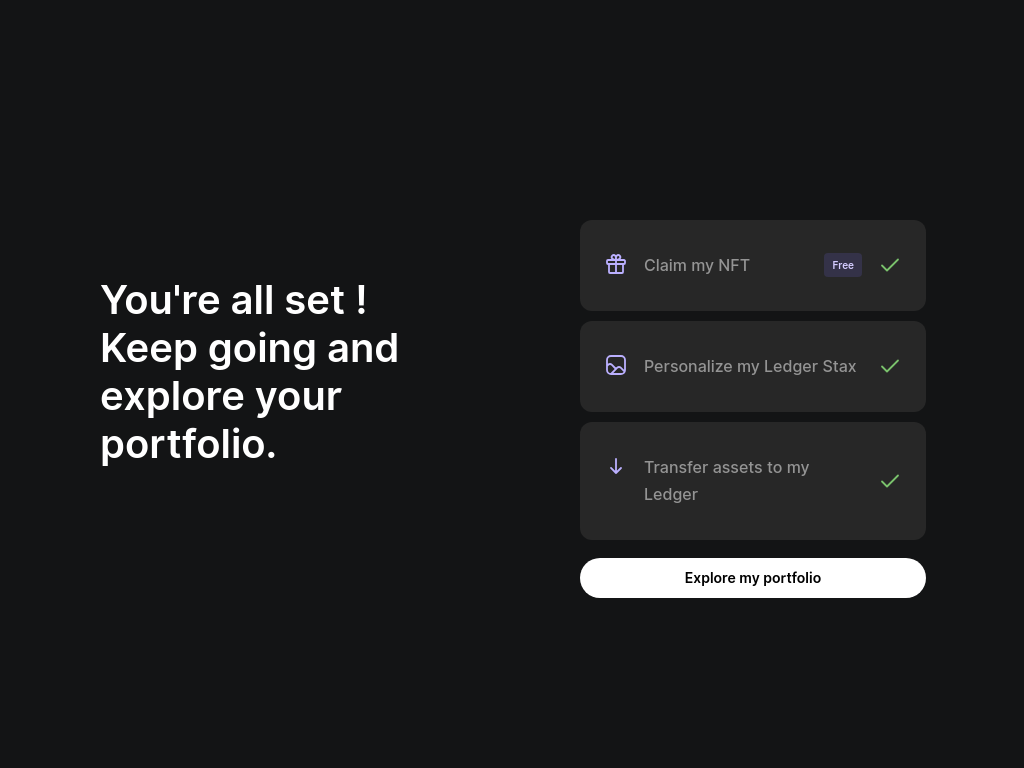 You're all set !
Keep going and
explore your
portfolio.
Claim my NFT
Free
Personalize my Ledger Stax
Transfer assets to my
Ledger
Explore my portfolio